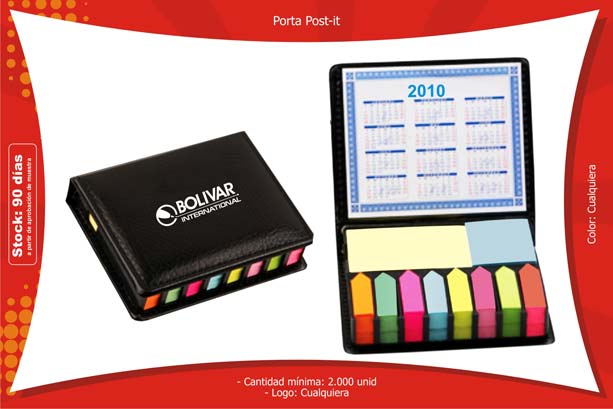 Porta Post-it
Stock: 90 días
a partir de aprobación de muestra
BOLIVAR
INTERNATIONAL
2010
Color: Cualquiera
- Cantidad mínima: 2.000 unid
- Logo: Cualquiera